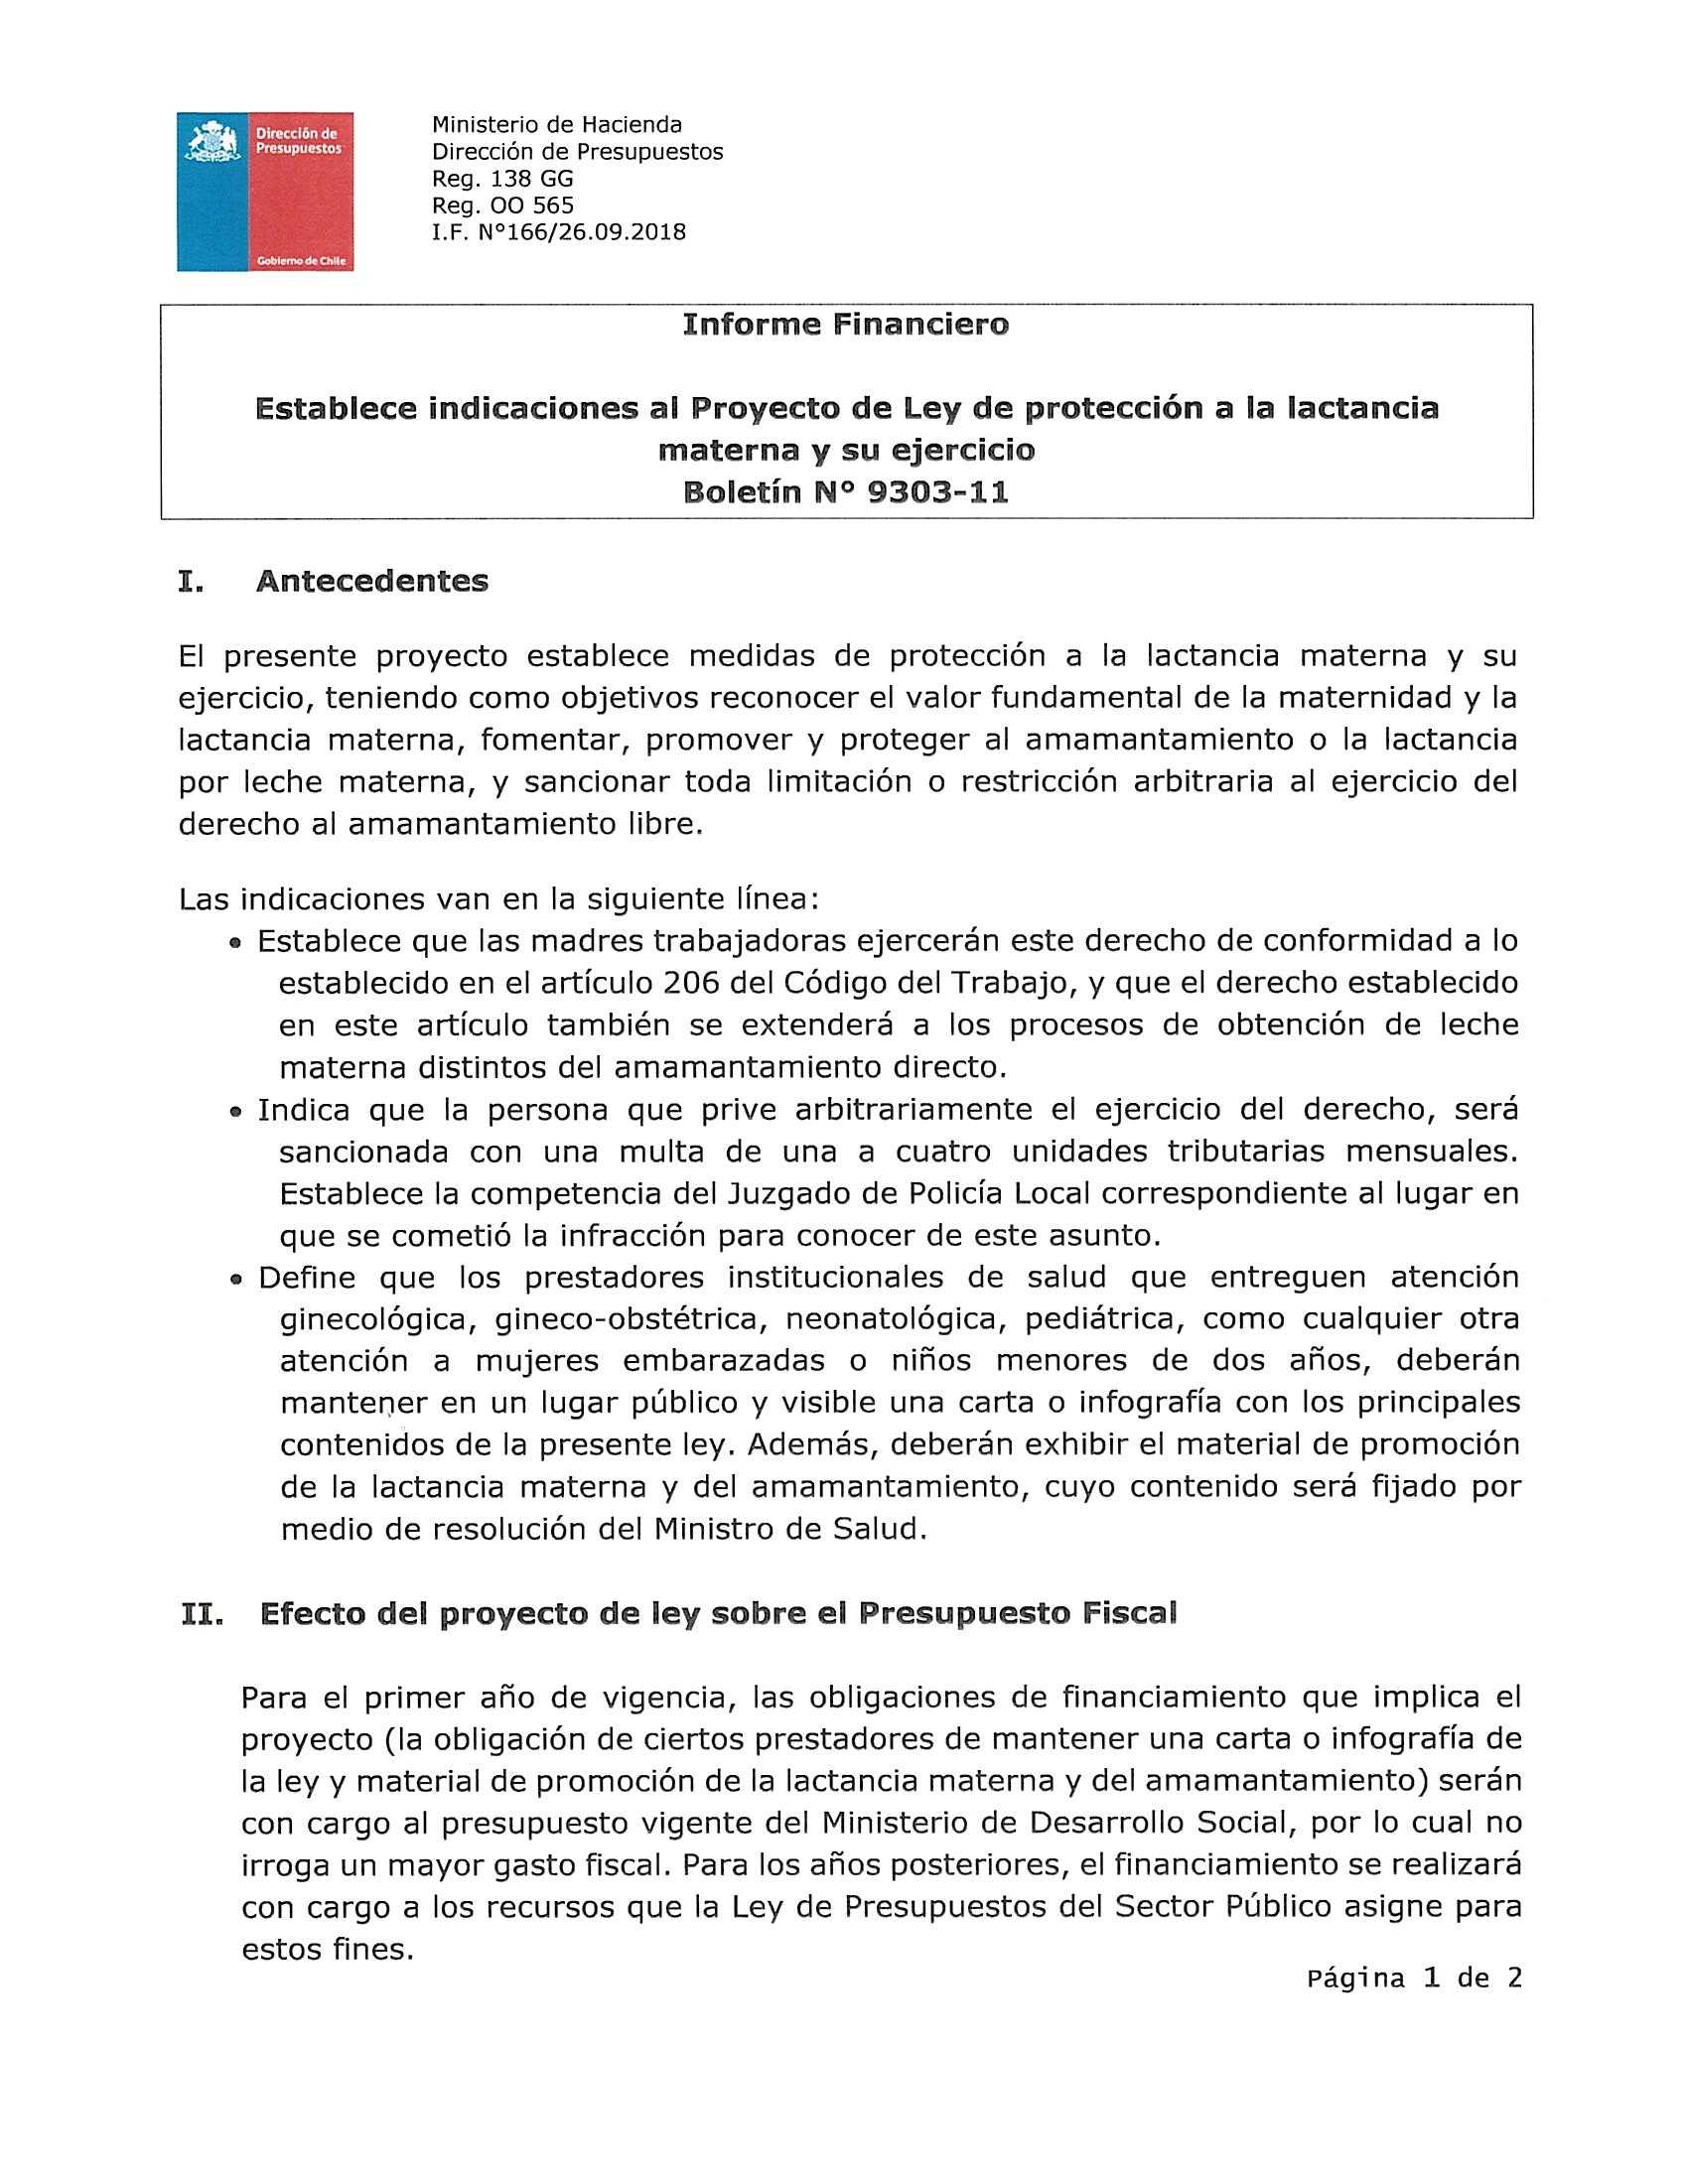 Dirección de
Presupuestos
Gobierno de Chile
Ministerio de Hacienda
Dirección de Presupuestos
Reg. 138 GG
Reg. OO 565
I.F. N°166/26.09.2018
Informe Financiero
Establece indicaciones al Proyecto de Ley de protección a la lactancia
materna y su ejercicio
Boletín N° 9303-11
I. Antecedentes
El presente proyecto establece medidas de protección a la lactancia materna y su
ejercicio, teniendo como objetivos reconocer el valor fundamental de la maternidad y la
lactancia materna, fomentar, promover y proteger al amamantamiento o la lactancia
por leche materna, y sancionar toda limitación o restricción arbitraria al ejercicio del
derecho al amamantamiento libre.
Las indicaciones van en la siguiente línea:
• Establece que las madres trabajadoras ejercerán este derecho de conformidad a lo
establecido en el artículo 206 del Código del Trabajo, y que el derecho establecido
en este artículo también se extenderá a los procesos de obtención de leche
materna distintos del amamantamiento directo.
• Indica que la persona que prive arbitrariamente el ejercicio del derecho, será
sancionada con una multa de una a cuatro unidades tributarias mensuales.
Establece la competencia del Juzgado de Policía Local correspondiente al lugar en
que se cometió la infracción para conocer de este asunto.
• Define que los prestadores institucionales de salud que entreguen atención
ginecológica, gineco-obstétrica, neonatológica, pediátrica, como cualquier otra
atención a mujeres embarazadas o niños menores de dos años, deberán
mantener en un lugar público y visible una carta o infografía con los principales
contenidos de la presente ley. Además, deberán exhibir el material de promoción
de la lactancia materna y del amamantamiento, cuyo contenido será fijado por
medio de resolución del Ministro de Salud.
II. Efecto del proyecto de ley sobre el Presupuesto Fiscal
Para el primer año de vigencia, las obligaciones de financiamiento que implica el
proyecto (la obligación de ciertos prestadores de mantener una carta o infografía de
la ley y material de promoción de la lactancia materna y del amamantamiento) serán
con cargo al presupuesto vigente del Ministerio de Desarrollo Social, por lo cual no
irroga un mayor gasto fiscal. Para los años posteriores, el financiamiento se realizará
con cargo a los recursos que la Ley de Presupuestos del Sector Público asigne para
estos fines.
Página 1 de 2